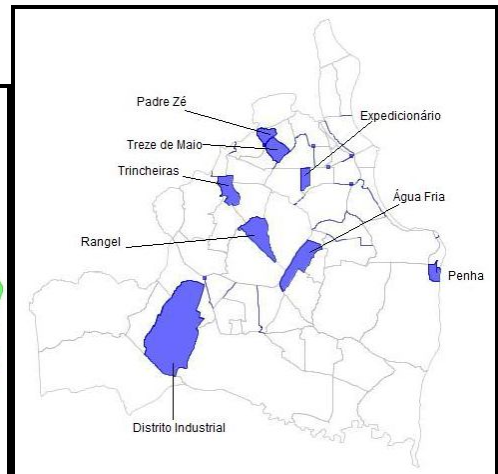 Padre Zé
Expedicionário
Treze de Maio
Trincheiras
Água Fria
Rangel
Penha
Distrito Industrial